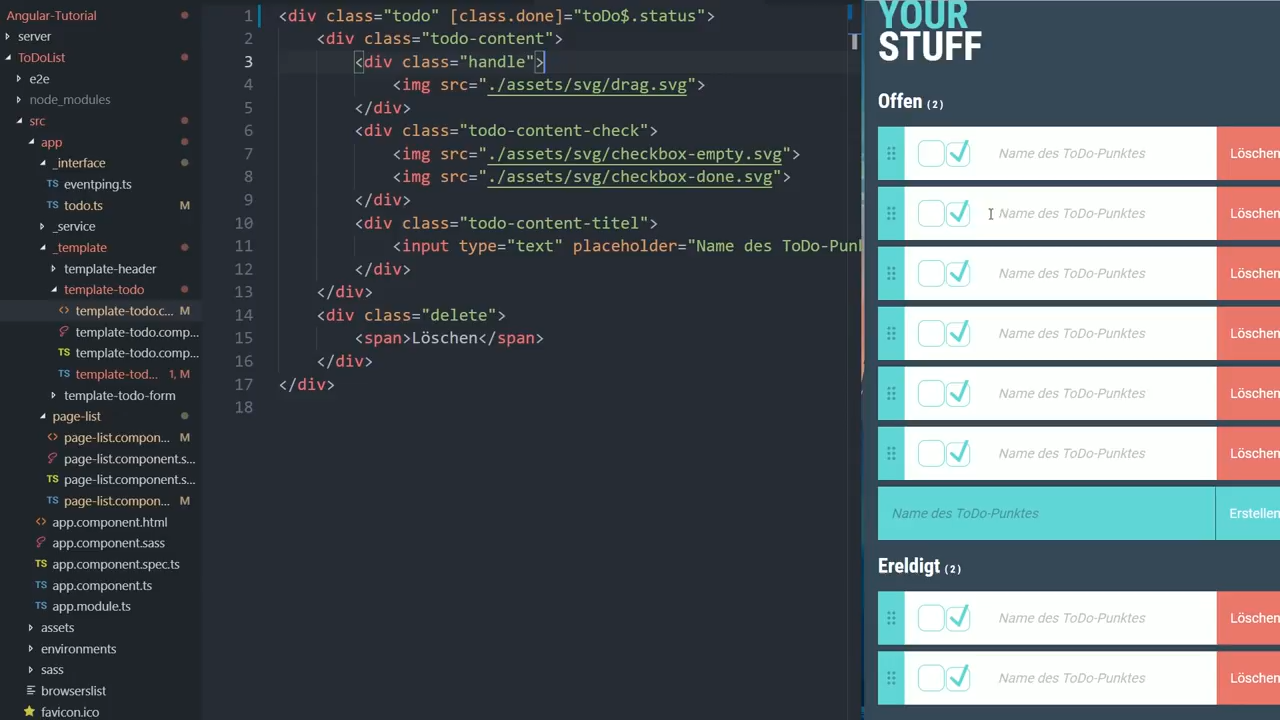 Angular-Tutorial
server
ToDoList
e2e
node_modules
src
app
_interface
eventping.ts
todo.ts M
_service
_template
template-header
template-todo
template-todo.c... M
template-todo.comp...
TS template-todo.comp...
TS template-tod... 1, M
template-todo-form
page-list
page-list.compon... M
page-list.component.s...
TS page-list.component.s...
TS page-list.compon... M
app.component.html
app.component.sass
TS app.component.spec.ts
TS app.component.ts
TS app.module.ts
assets
environments
sass
browserslist
favicon.ico
1 <div class="todo" [class.done]="toDo$.status">
2 <div class="todo-content">
3 <div class="handle">
4 <img src="./assets/svg/drag.svg">
5 </div>
6 <div class="todo-content-check">
7 <img src="./assets/svg/checkbox-empty.svg">
8 <img src="./assets/svg/checkbox-done.svg">
9 </div>
10 <div class="todo-content-titel">
11 <input type="text" placeholder="Name des ToDo-Pun
12 </div>
13 </div>
14 <div class="delete">
15 <span>Löschen</span>
16 </div>
17 </div>
18
YOUR
STUFF
Offen (2)
Name des ToDo-Punktes Löschen
Name des ToDo-Punktes Löschen
Name des ToDo-Punktes Löschen
Name des ToDo-Punktes Löschen
Name des ToDo-Punktes Löschen
Name des ToDo-Punktes Löschen
Name des ToDo-Punktes Erstellen
Ereldigt (2)
Name des ToDo-Punktes Löschen
Name des ToDo-Punktes Löschen